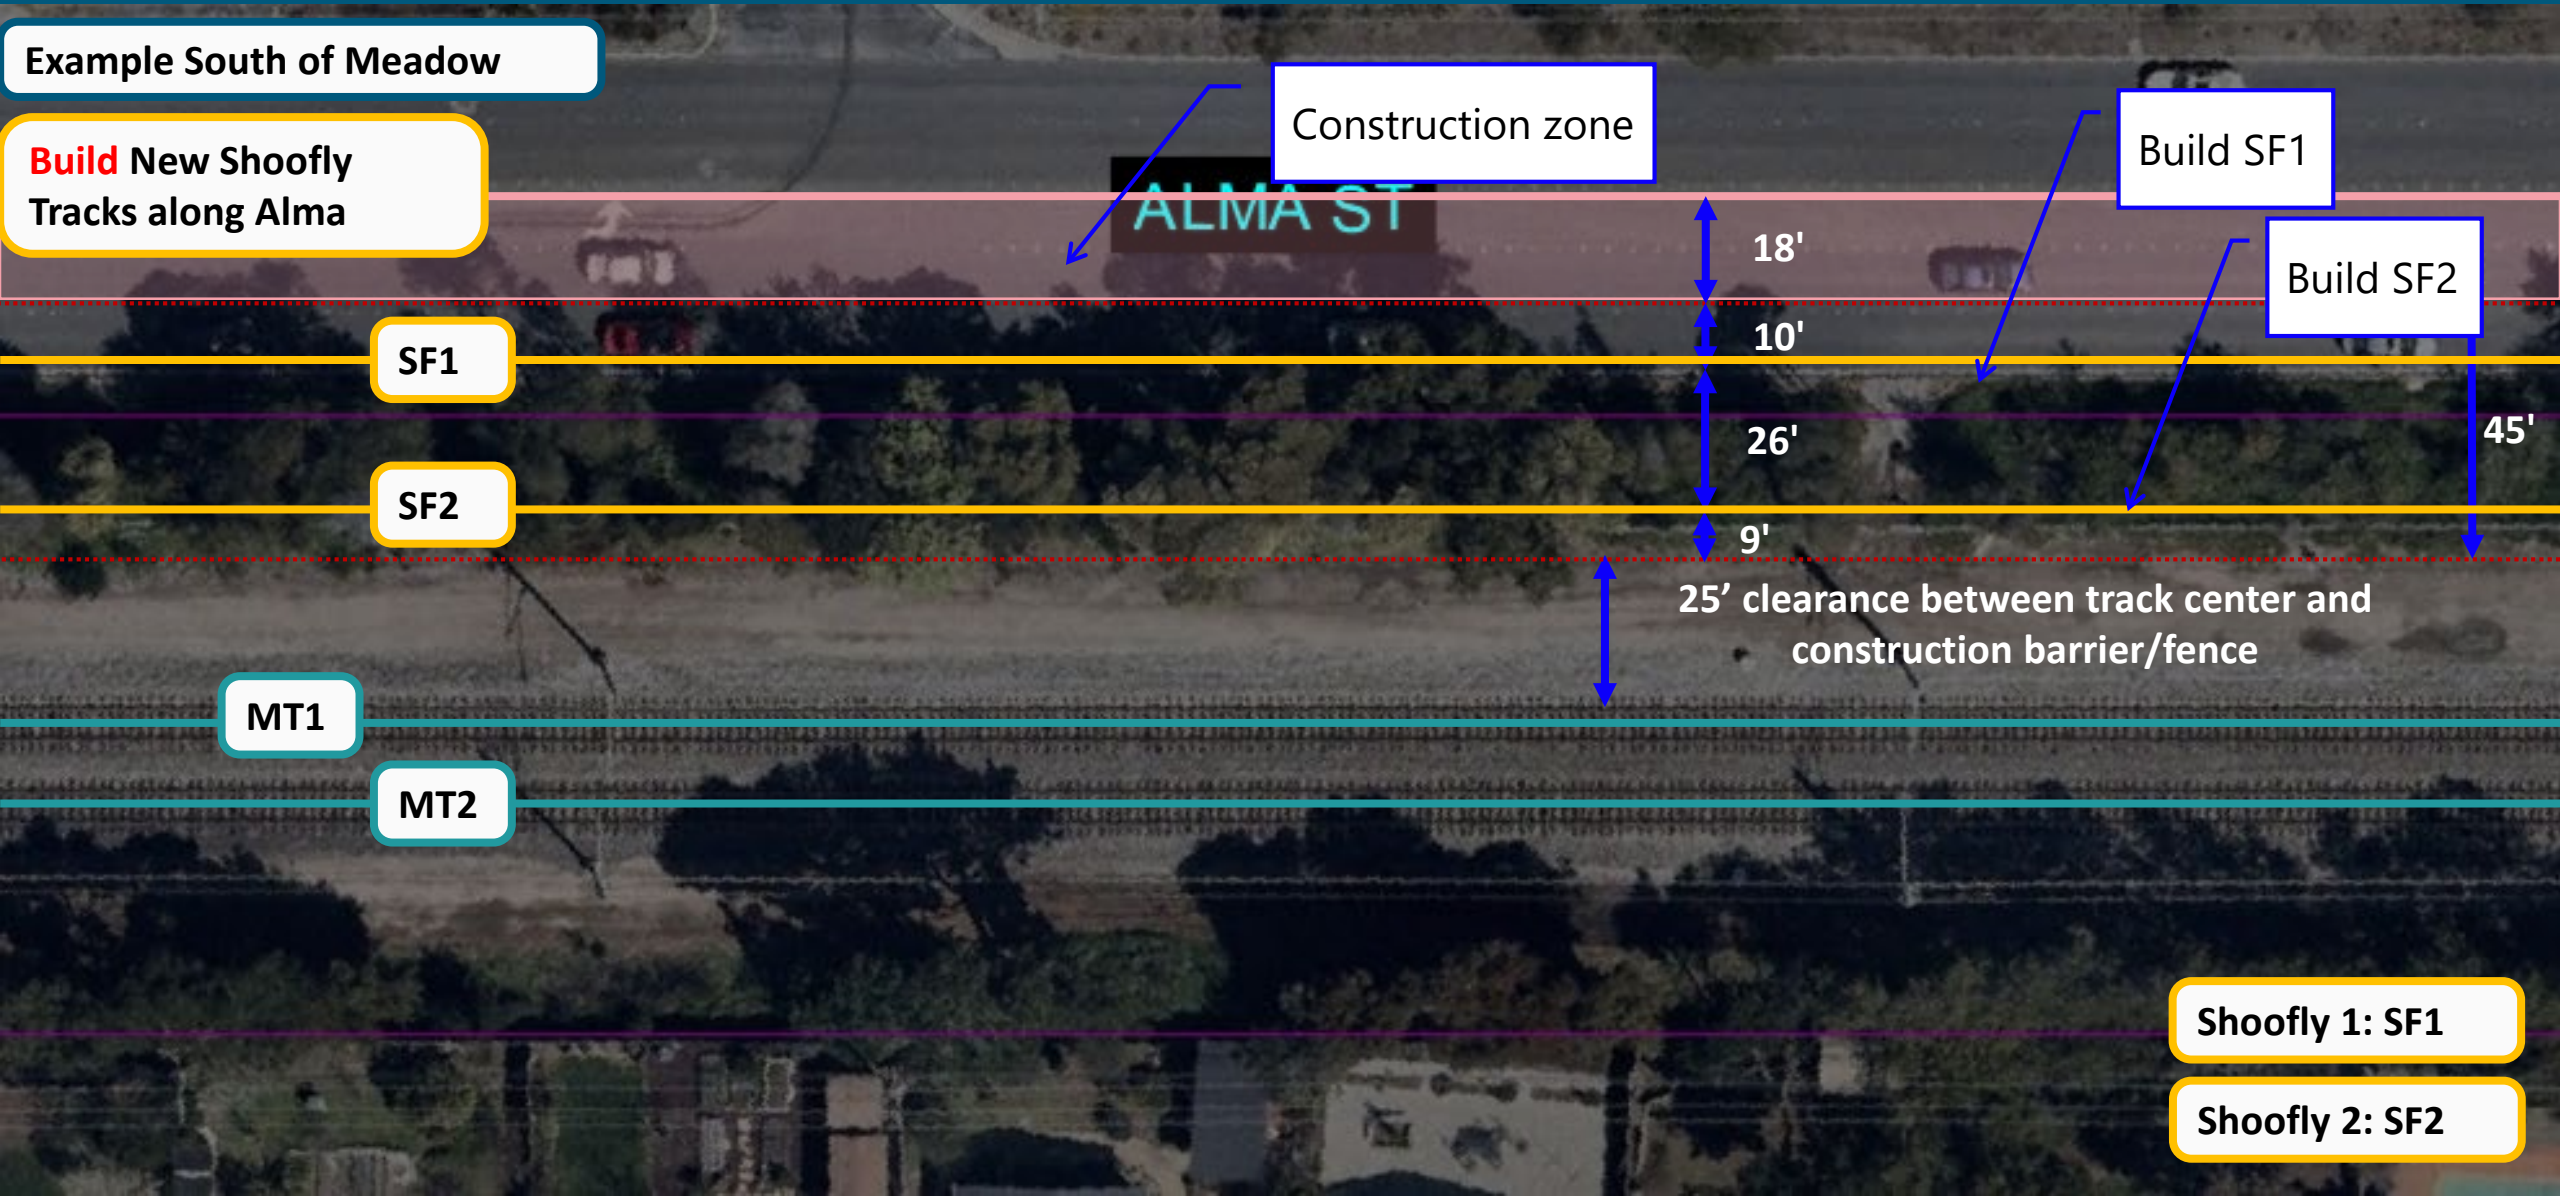 Example South of Meadow
Build New Shoofly
Tracks along Alma
Construction zone
ALMA ST
Build SF1
Build SF2
18'
10'
SF1
26'
45'
SF2
9'
25’ clearance between track center and
construction barrier/fence
MT1
MT2
Shoofly 1: SF1
Shoofly 2: SF2